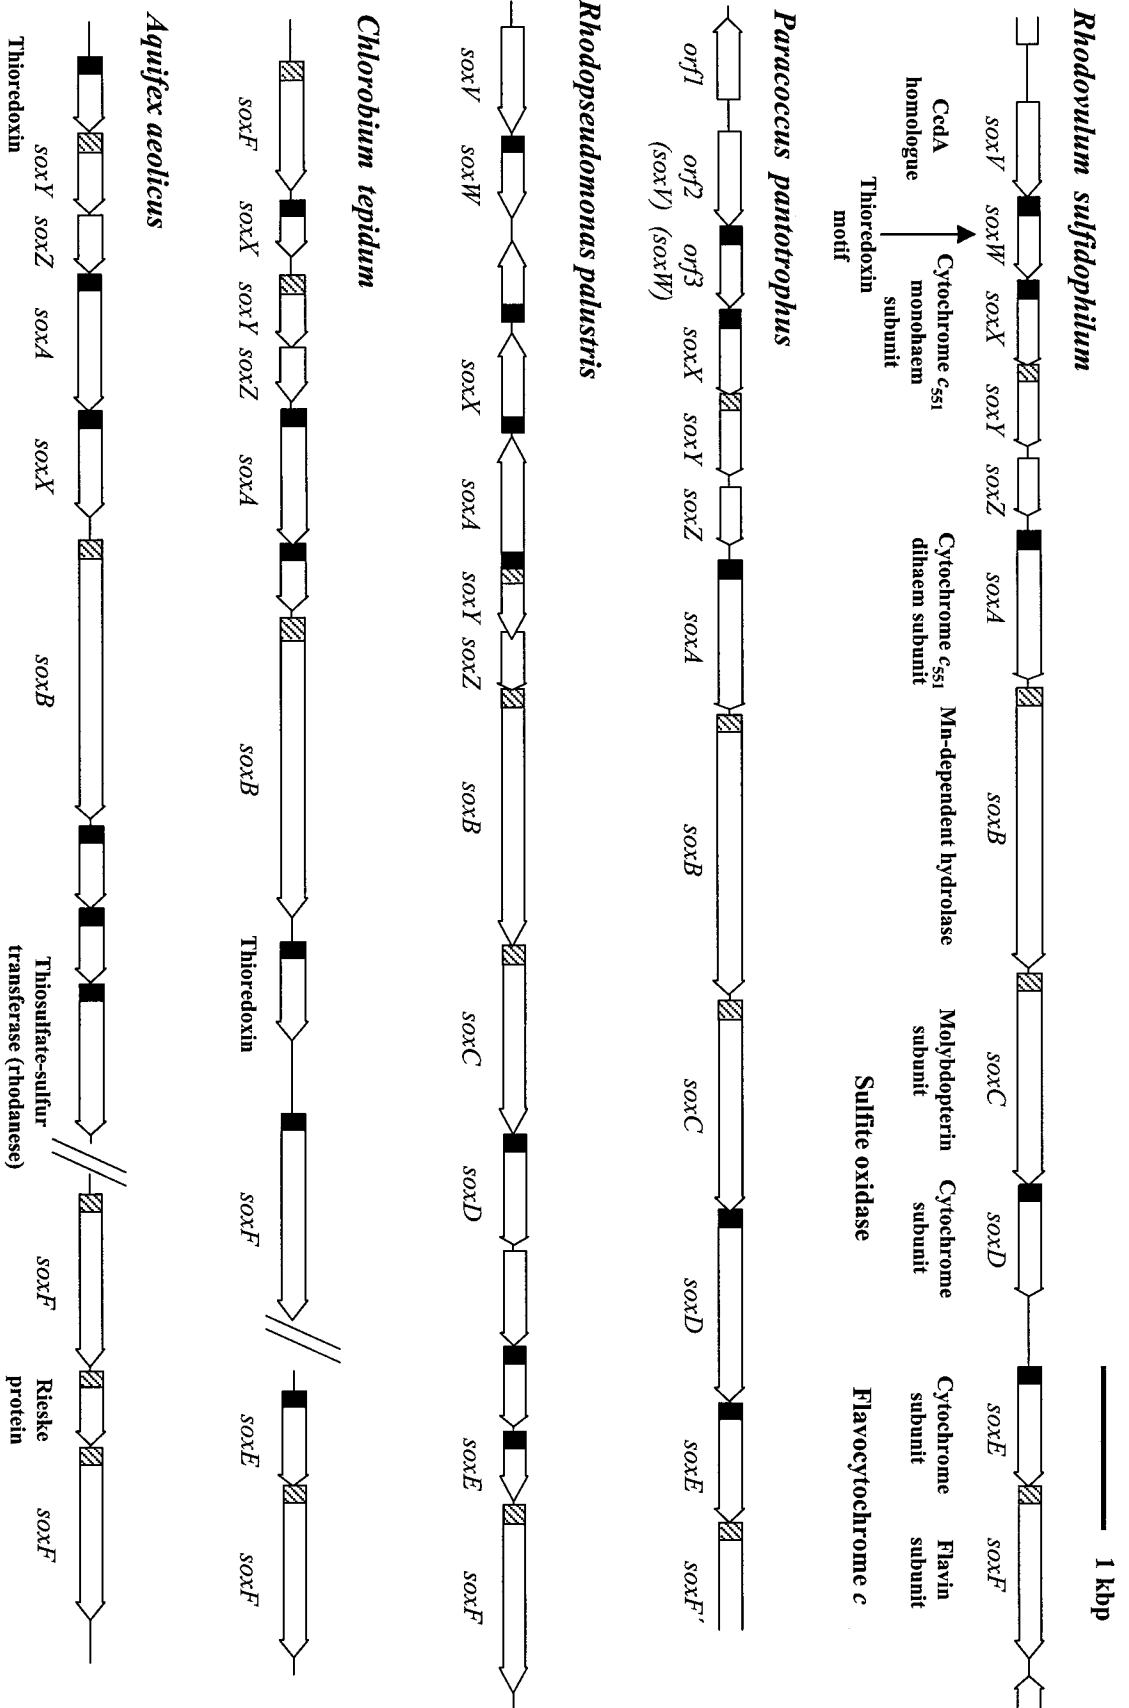 1 kbp
Rhodovulum sulfidophilum
soxV soxW soxX soxY soxZ soxA soxB soxC soxD soxE soxF
CcdA
homologue
Thioredoxin
motif
Cytochrome c551
monohaem
subunit
Cytochrome c551
dihaem subunit
Mn-dependent hydrolase
Molybdopterin
subunit
Cytochrome
subunit
Sulfite oxidase
Cytochrome
subunit
Flavin
subunit
Flavocytochrome c
Paracoccus pantotrophus
orf1 orf2 orf3 soxX soxY soxZ soxA soxB soxC soxD soxE soxF′
(soxV) (soxW)
Rhodopseudomonas palustris
soxV soxW soxX soxA soxY soxZ soxB soxC soxD soxE soxF
Chlorobium tepidum
soxF soxX soxY soxZ soxA soxB Thioredoxin soxF soxE soxF
Aquifex aeolicus
soxY soxZ soxA soxX soxB Thiosulfate-sulfur soxF Rieske soxF
Thioredoxin transferase (rhodanese) protein